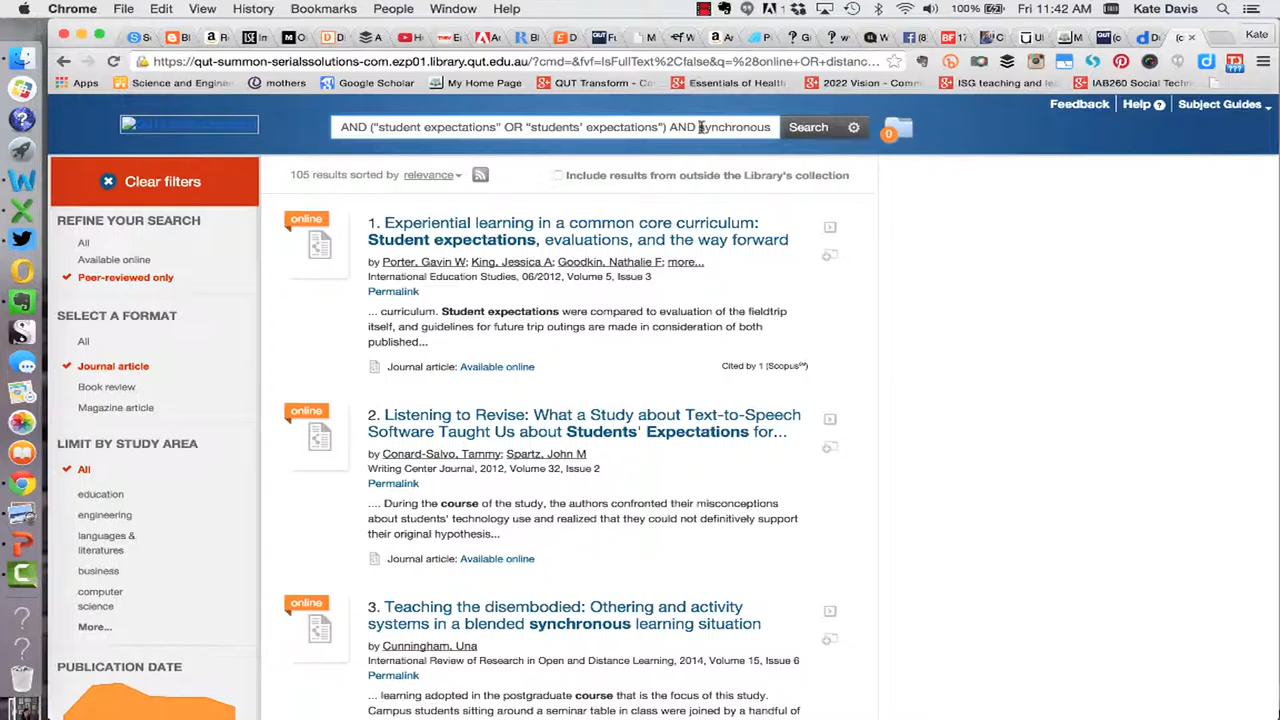 Chrome File Edit View History Bookmarks People Window Help 100% Fri 11:42 AM Kate Davis
Kate
https://qut-summon-serialssolutions-com.ezp01.library.qut.edu.au/?cmd=&fvf=IsFullText%2Cfalse&q=%28online+OR+distanc...
Apps Science and Engine... Bitmarklet Google Scholar QUT Transform - Co... Essentials of Health 2022 Vision - Comm... ISG teaching and le... IAB260 Social Techn...
Feedback Help Subject Guides
AND ("student expectations" OR "students' expectations") AND synchronous Search 0
Clear filters
105 results sorted by relevance Include results from outside the Library's collection
REFINE YOUR SEARCH
All
Available online
Peer-reviewed only
SELECT A FORMAT
All
Journal article
Book review
Magazine article
LIMIT BY STUDY AREA
All
education
engineering
languages &
literatures
business
computer
science
More...
PUBLICATION DATE
online
1. Experiential learning in a common core curriculum:
Student expectations, evaluations, and the way forward
by Porter, Gavin W; King, Jessica A; Goodkin, Nathalie F; more...
International Education Studies, 06/2012, Volume 5, Issue 3
Permalink
... curriculum. Student expectations were compared to evaluation of the fieldtrip
itself, and guidelines for future trip outings are made in consideration of both
published...
Journal article: Available online Cited by 1 (Scopus℠)
online
2. Listening to Revise: What a Study about Text-to-Speech
Software Taught Us about Students' Expectations for...
by Conard-Salvo, Tammy; Spartz, John M
Writing Center Journal, 2012, Volume 32, Issue 2
Permalink
.... During the course of the study, the authors confronted their misconceptions
about students' technology use and realized that they could not definitively support
their original hypothesis...
Journal article: Available online
online
3. Teaching the disembodied: Othering and activity
systems in a blended synchronous learning situation
by Cunningham, Una
International Review of Research in Open and Distance Learning, 2014, Volume 15, Issue 6
Permalink
... learning adopted in the postgraduate course that is the focus of this study.
Campus students sitting around a seminar table in class were joined by a handful of